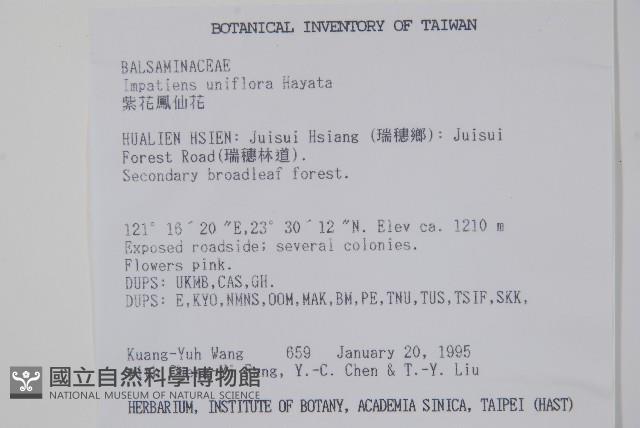 BOTANICAL INVENTORY OF TAIWAN
BALSAMINACEAE
Impatiens uniflora Hayata
紫花鳳仙花
HUALIEN HSIEN: Juisui Hsiang (瑞穗鄉): Juisui
Forest Road(瑞穗林道).
Secondary broadleaf forest.
121° 16´20 ″E,23° 30´12 ″N. Elev ca. 1210 m
Exposed roadside; several colonies.
Flowers pink.
DUPS: UKMB,CAS,GH.
DUPS: E,KYO,NMNS,OOM,MAK,BM,PE,TNU,TUS,TSIF,SKK,
Kuang-Yuh Wang 659 January 20, 1995
Y.-C. Chen & T.-Y. Liu
國立自然科學博物館
NATIONAL MUSEUM OF NATURAL SCIENCE
HERBARIUM, INSTITUTE OF BOTANY, ACADEMIA SINICA, TAIPEI (HAST)